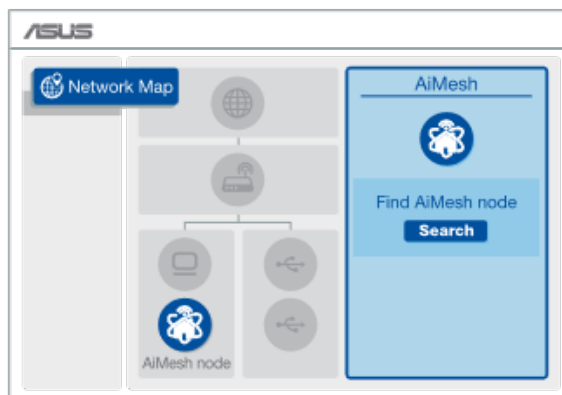 ASUS
Network Map
AiMesh
Find AiMesh node
Search
AiMesh node